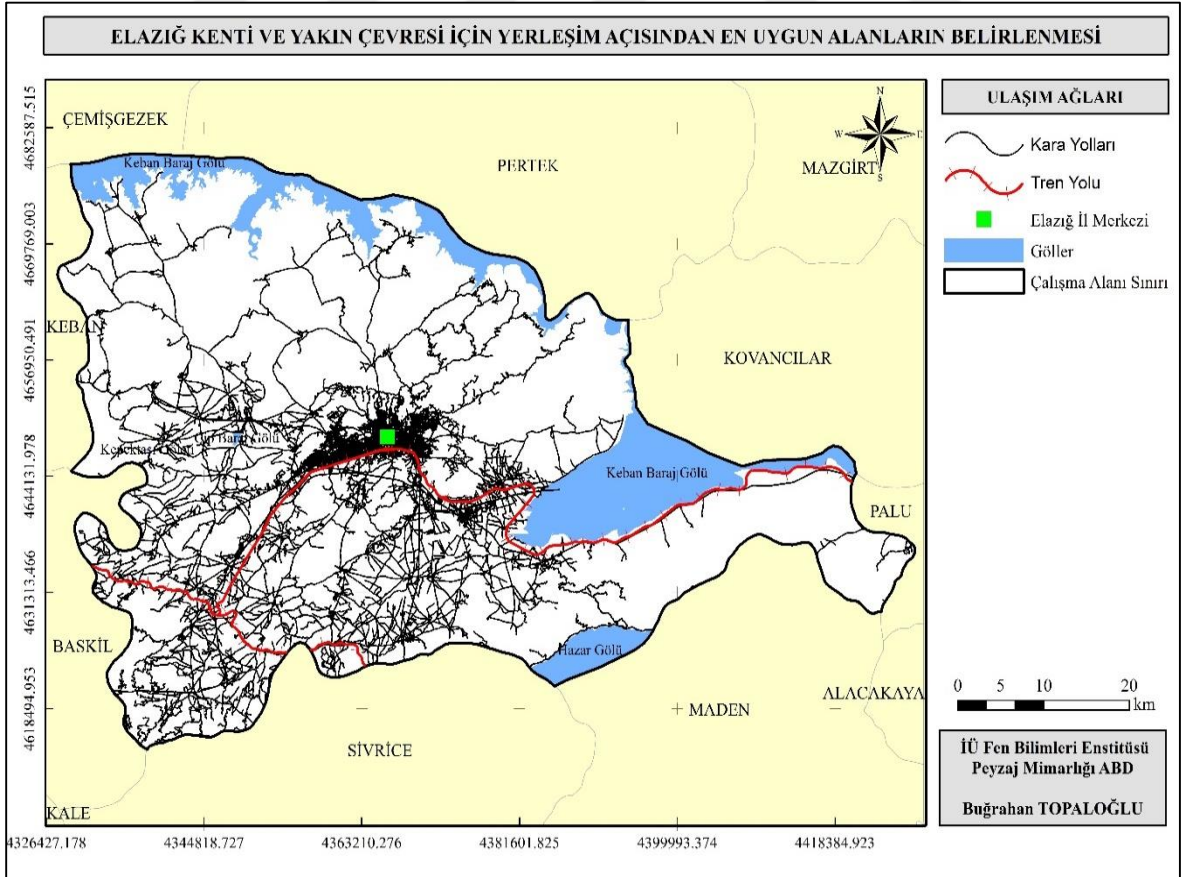 ELAZIĞ KENTİ VE YAKIN ÇEVRESİ İÇİN YERLEŞİM AÇISINDAN EN UYGUN ALANLARIN BELİRLENMESİ
ULAŞIM AĞLARI
Kara Yolları
Tren Yolu
Elazığ İl Merkezi
Göller
Çalışma Alanı Sınırı
N
W
E
S
ÇEMİŞGEZEK
PERTEK
MAZGİRT
Keban Baraj Gölü
KEBAN
KOVANCILAR
Baraj Gölü
Keban Baraj Gölü
PALU
BASKİL
Hazar Gölü
ALACAKAYA
MADEN
SİVRİCE
KALE
4682587.515
4669769.003
4656950.491
4644131.978
4631313.466
4618494.953
4326427.178
4344818.727
4363210.276
4381601.825
4399993.374
4418384.923
0 5 10 20
km
İÜ Fen Bilimleri Enstitüsü
Peyzaj Mimarlığı ABD
Buğrahan TOPALOĞLU